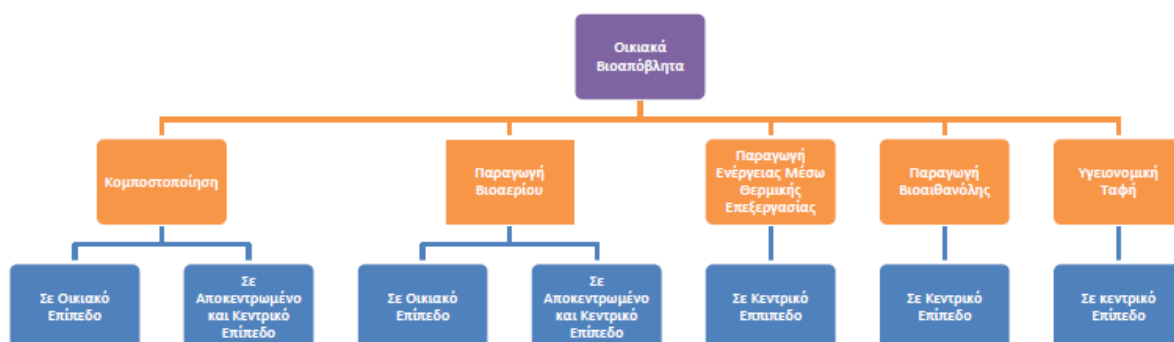 Οικιακά
Βιοαπόβλητα
Κομποστοποίηση
Παραγωγή
Βιοαερίου
Παραγωγή
Ενέργειας Μέσω
Θερμικής
Επεξεργασίας
Παραγωγή
Βιοαιθανόλης
Υγειονομική
Ταφή
Σε Οικιακό
Επίπεδο
Σε
Αποκεντρωμένο
και Κεντρικό
Επίπεδο
Σε Οικιακό
Επίπεδο
Σε
Αποκεντρωμένο
και Κεντρικό
Επίπεδο
Σε Κεντρικό
Εππιπεδο
Σε Κεντρικό
Επίπεδο
Σε κεντρικό
Επίπεδο